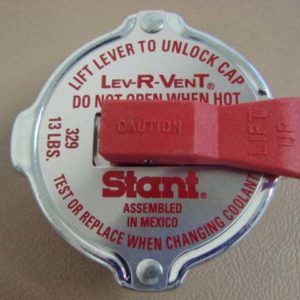 LIFT LEVER TO UNLOCK CAP
LEV-R-VENT®
DO NOT OPEN WHEN HOT
CAUTION
LIFT UP
329
13 LBS.
Stant®
ASSEMBLED
IN MEXICO
TEST OR REPLACE WHEN CHANGING COOLANT